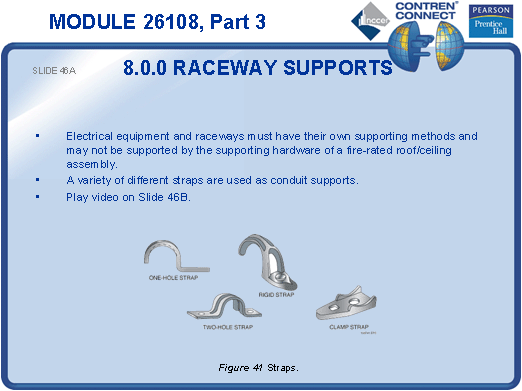 MODULE 26108, Part 3
nccer
CONTREN
CONNECT
PEARSON
Prentice
Hall
SLIDE 46A
8.0.0 RACEWAY SUPPORTS
• Electrical equipment and raceways must have their own supporting methods and
may not be supported by the supporting hardware of a fire-rated roof/ceiling
assembly.
• A variety of different straps are used as conduit supports.
• Play video on Slide 46B.
ONE-HOLE STRAP
RIGID STRAP
TWO-HOLE STRAP
CLAMP STRAP
Figure 41 Straps.